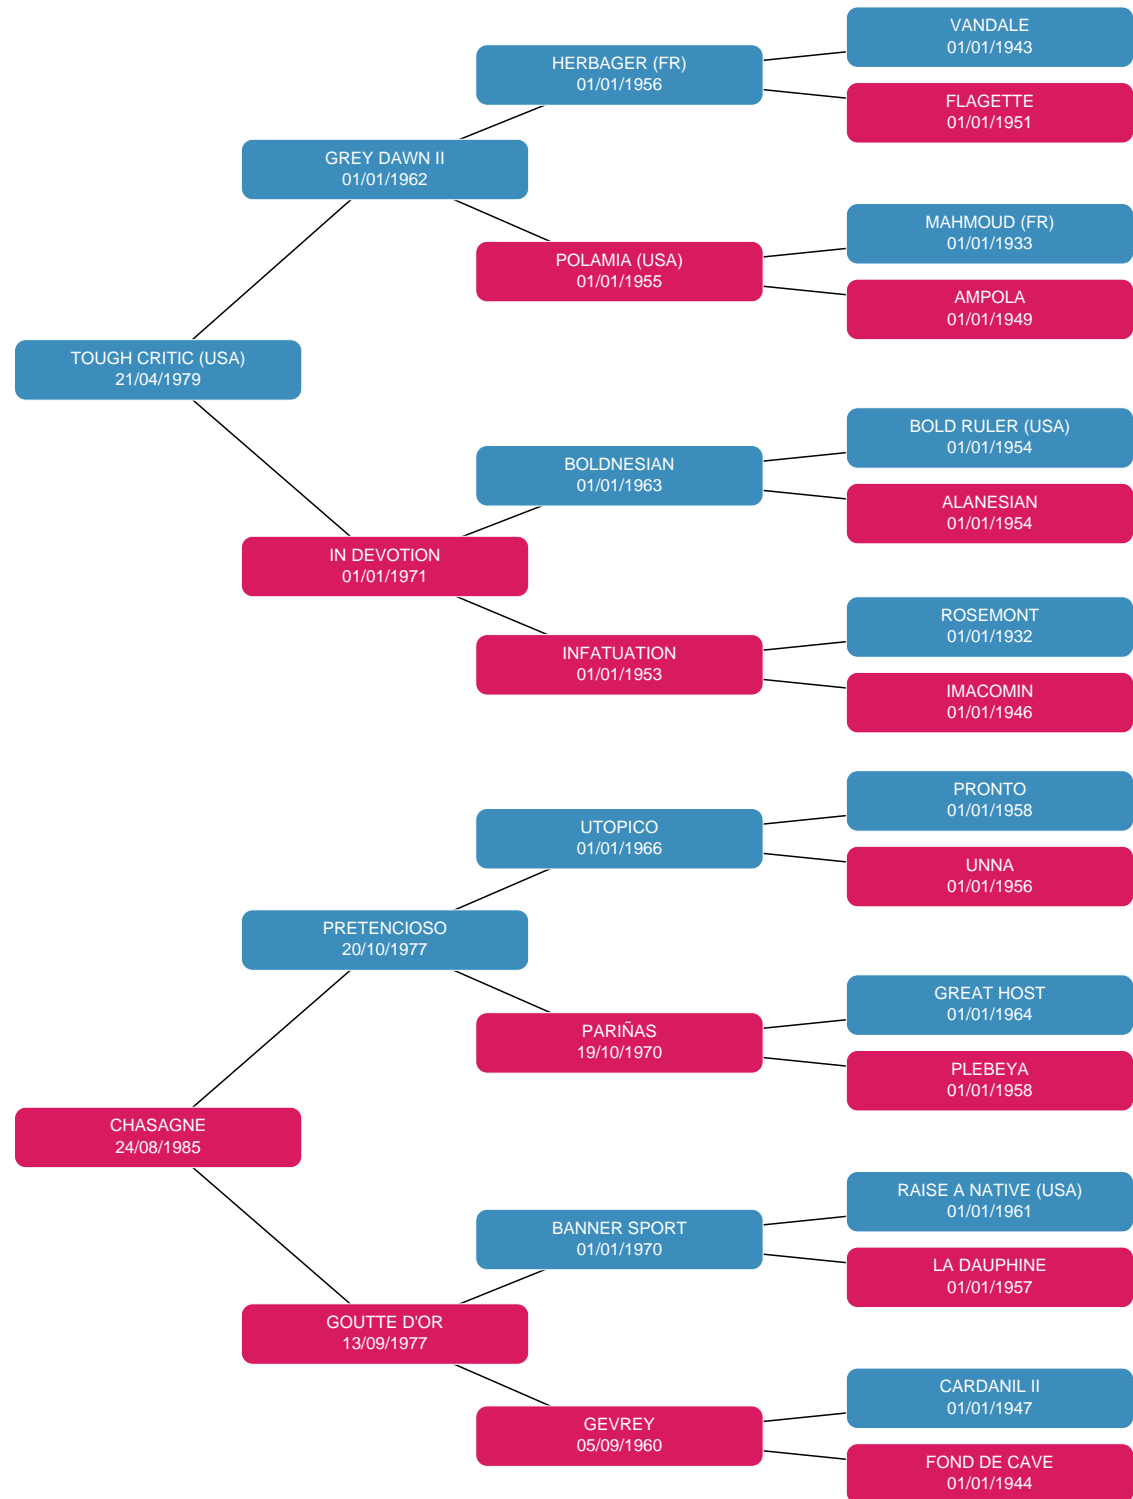 VANDALE
01/01/1943
HERBAGER (FR)
01/01/1956
FLAGETTE
01/01/1951
GREY DAWN II
01/01/1962
MAHMOUD (FR)
01/01/1933
POLAMIA (USA)
01/01/1955
AMPOLA
01/01/1949
TOUGH CRITIC (USA)
21/04/1979
BOLD RULER (USA)
01/01/1954
BOLDNESIAN
01/01/1963
ALANESIAN
01/01/1954
IN DEVOTION
01/01/1971
ROSEMONT
01/01/1932
INFATUATION
01/01/1953
IMACOMIN
01/01/1946
PRONTO
01/01/1958
UTOPICO
01/01/1966
UNNA
01/01/1956
PRETENCIOSO
20/10/1977
GREAT HOST
01/01/1964
PARIÑAS
19/10/1970
PLEBEYA
01/01/1958
CHASAGNE
24/08/1985
RAISE A NATIVE (USA)
01/01/1961
BANNER SPORT
01/01/1970
LA DAUPHINE
01/01/1957
GOUTTE D'OR
13/09/1977
CARDANIL II
01/01/1947
GEVREY
05/09/1960
FOND DE CAVE
01/01/1944